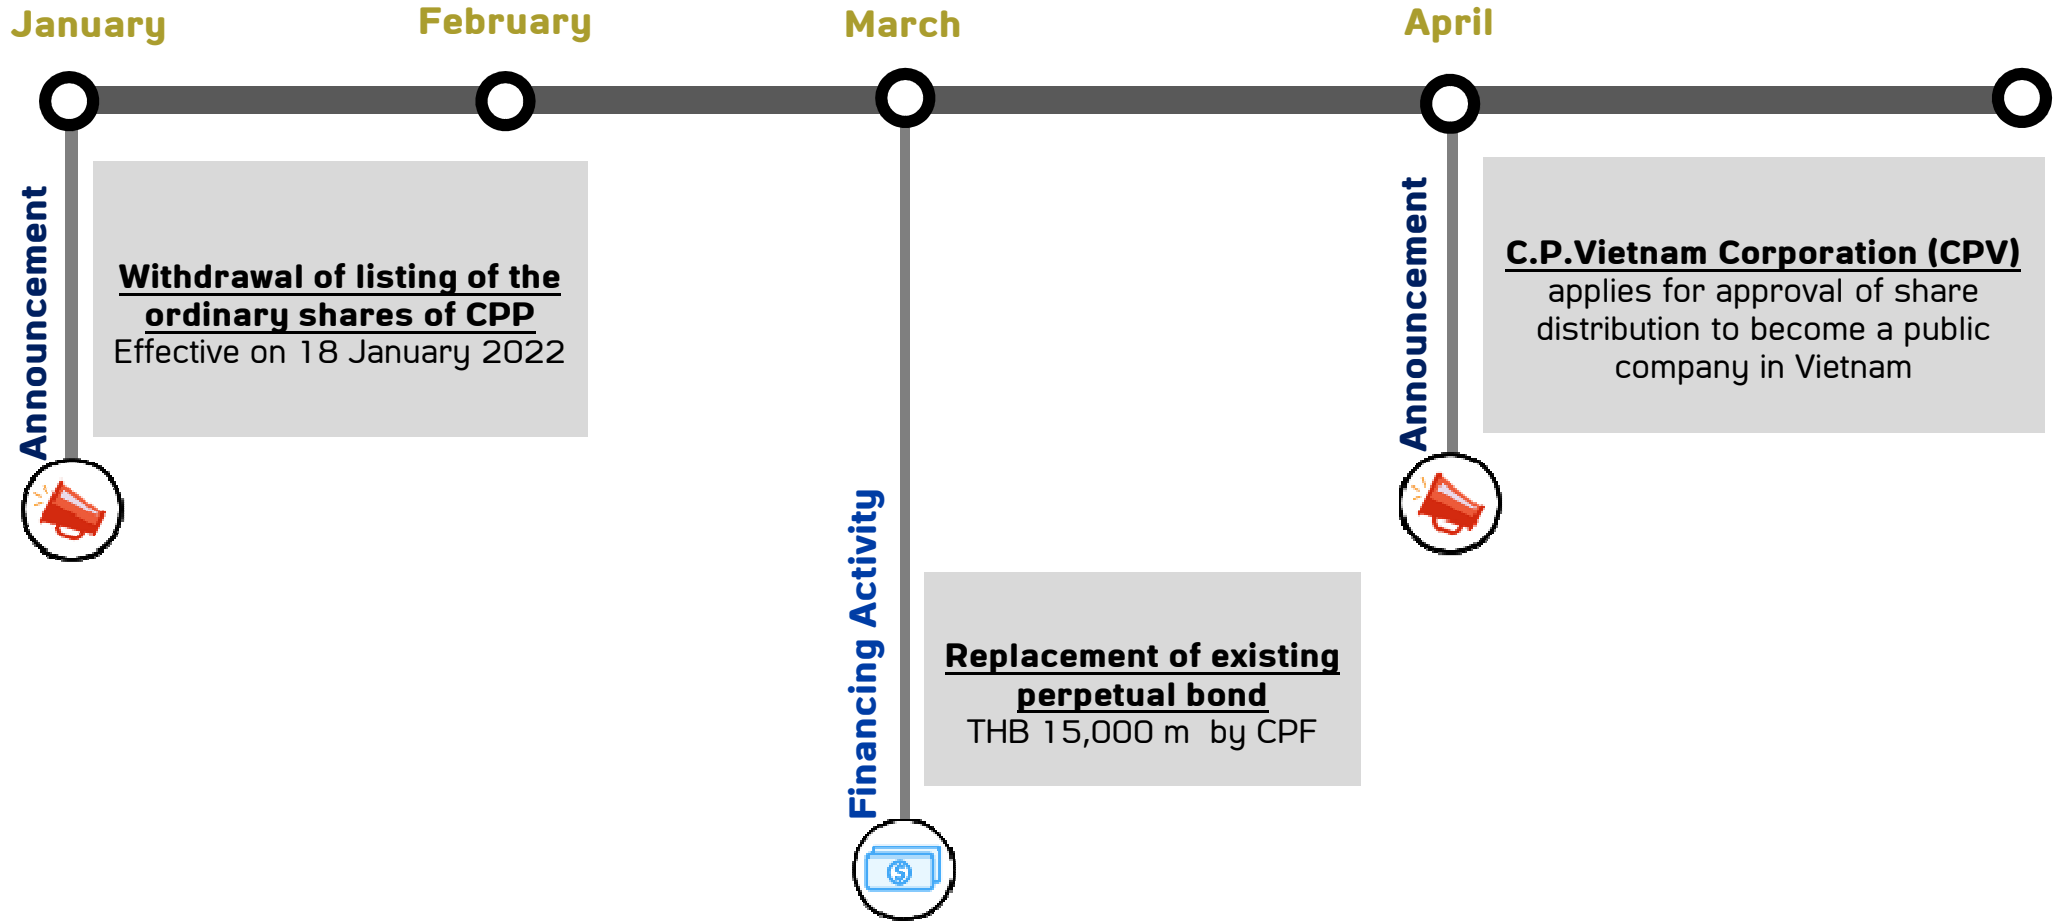 January
February
March
April
Announcement
Withdrawal of listing of the
ordinary shares of CPP
Effective on 18 January 2022
Financing Activity
Replacement of existing
perpetual bond
THB 15,000 m  by CPF
Announcement
C.P.Vietnam Corporation (CPV)
applies for approval of share
distribution to become a public
company in Vietnam